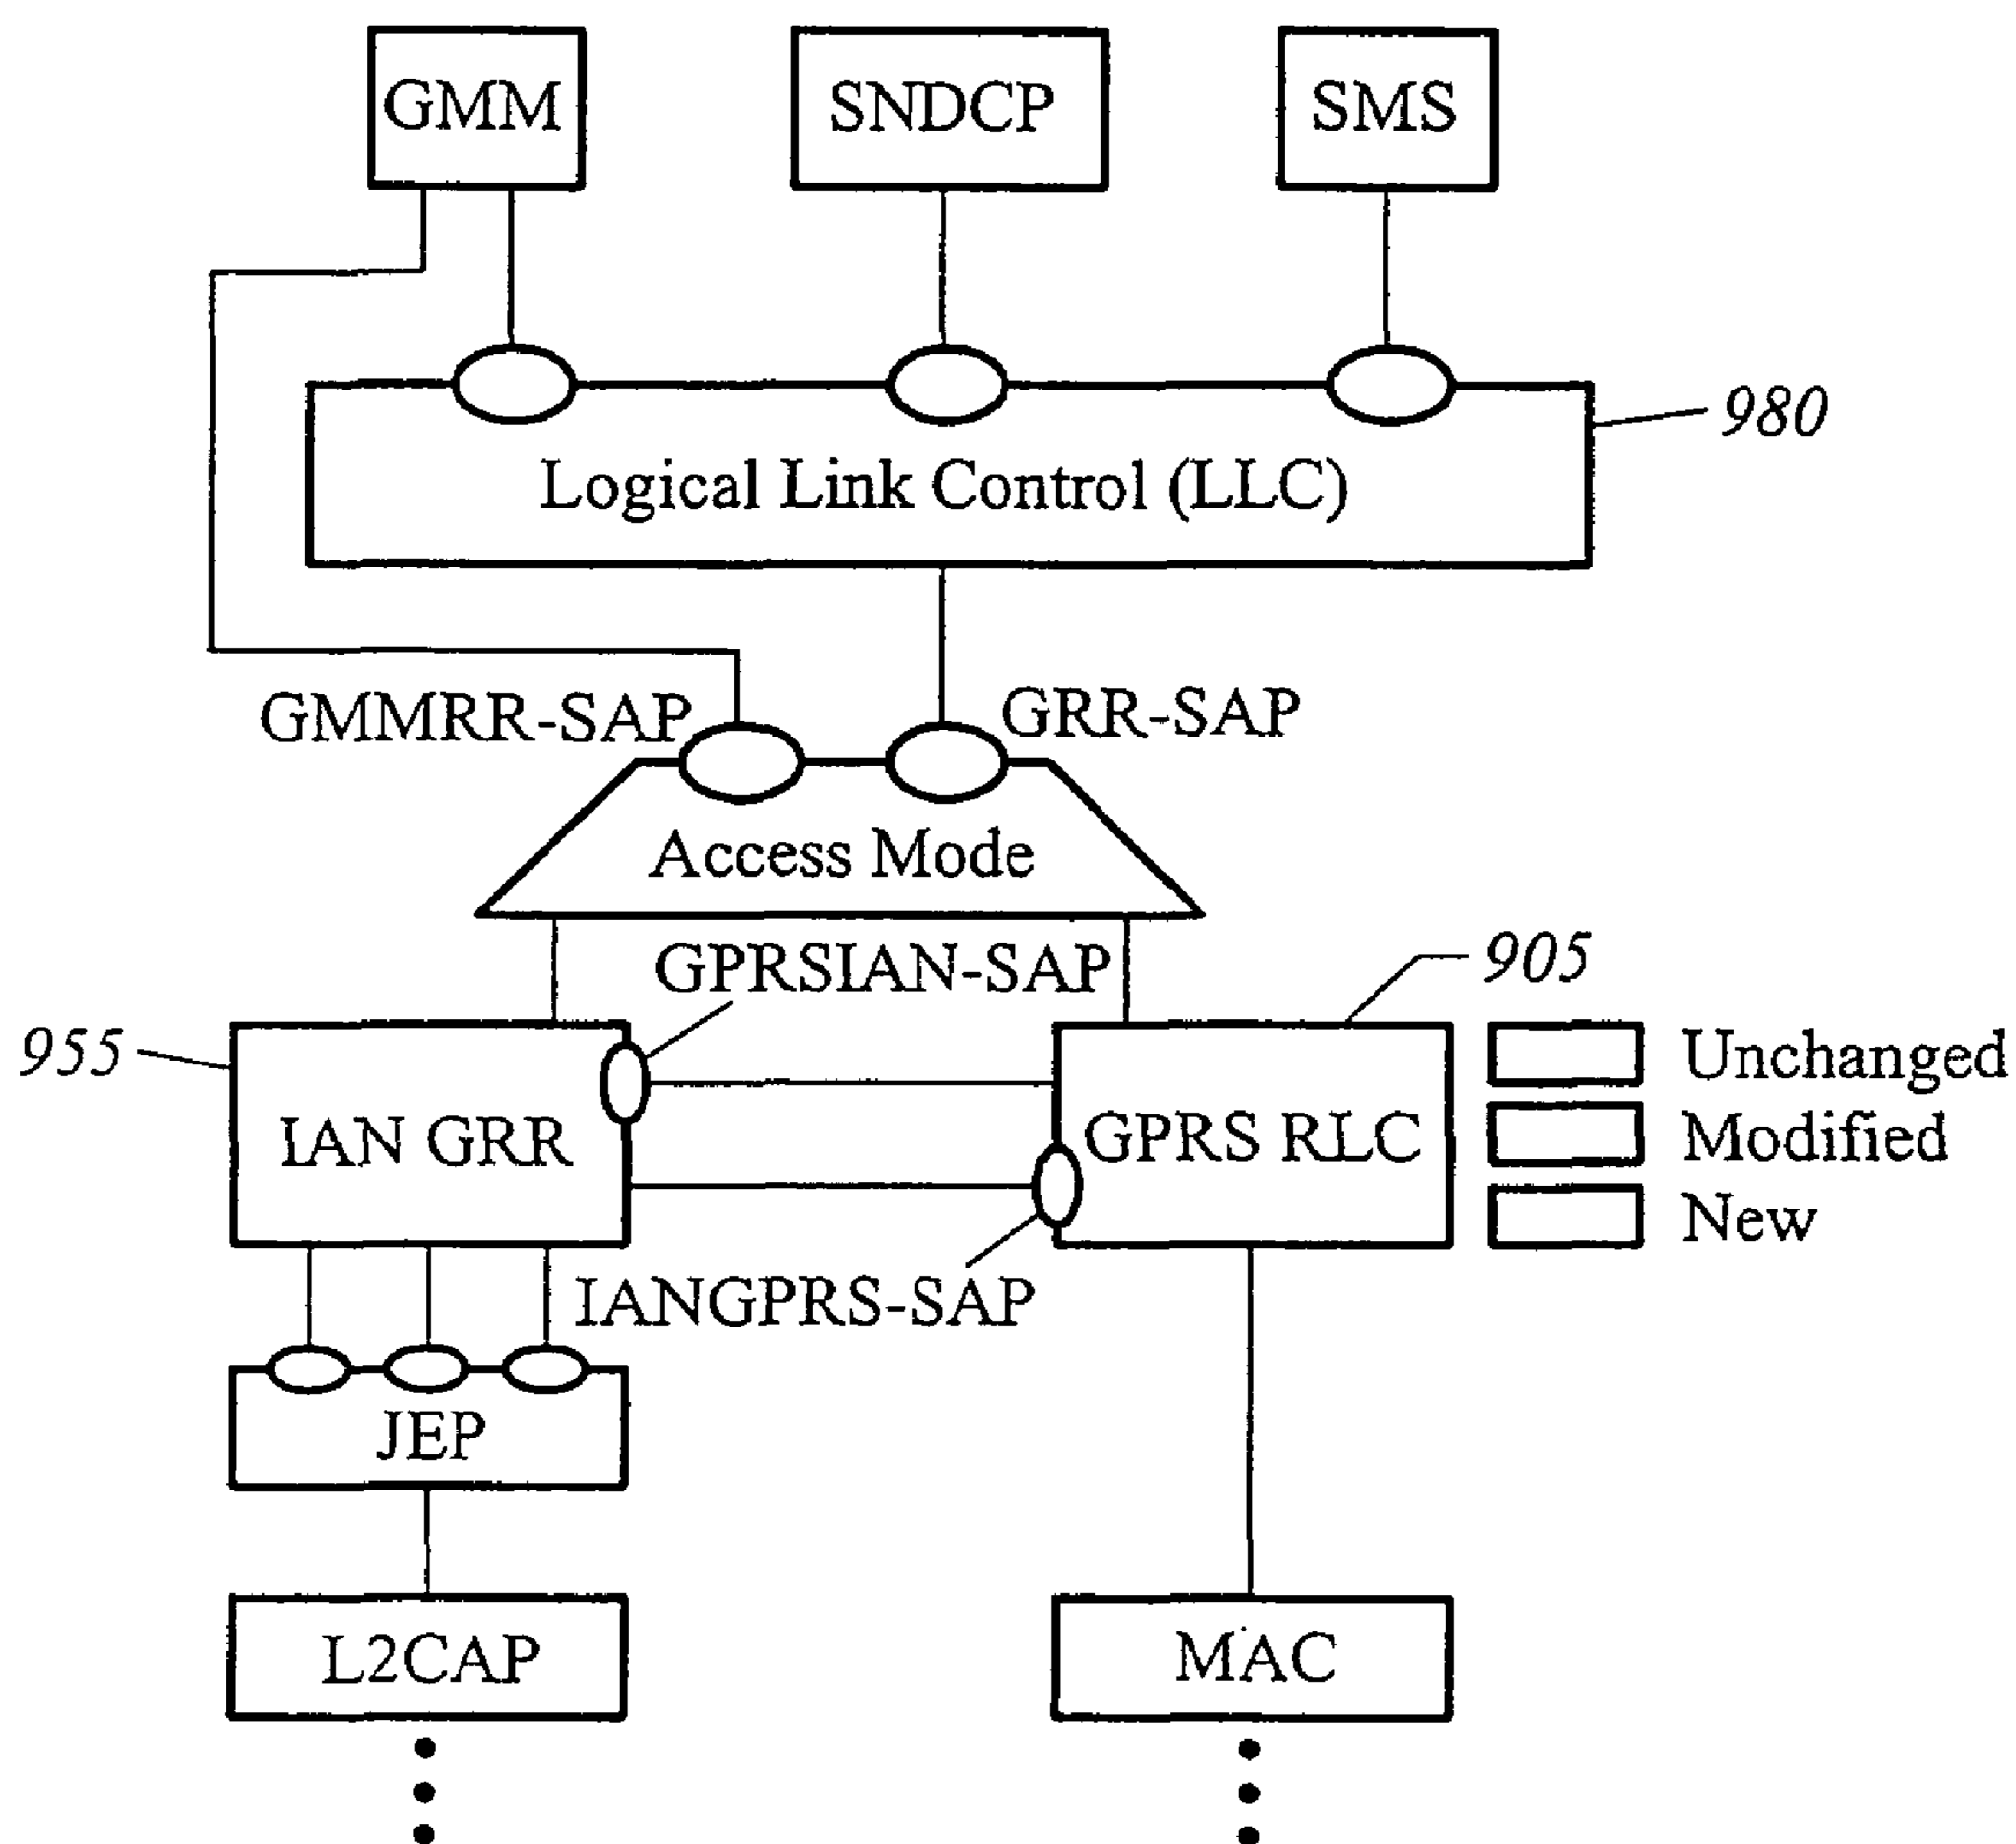 GMM
SNDCP
SMS
980
Logical Link Control (LLC)
GMMRR-SAP
GRR-SAP
Access Mode
GPRSIAN-SAP
905
955
Unchanged
IAN GRR
GPRS RLC
Modified
New
IANGPRS-SAP
JEP
L2CAP
MAC